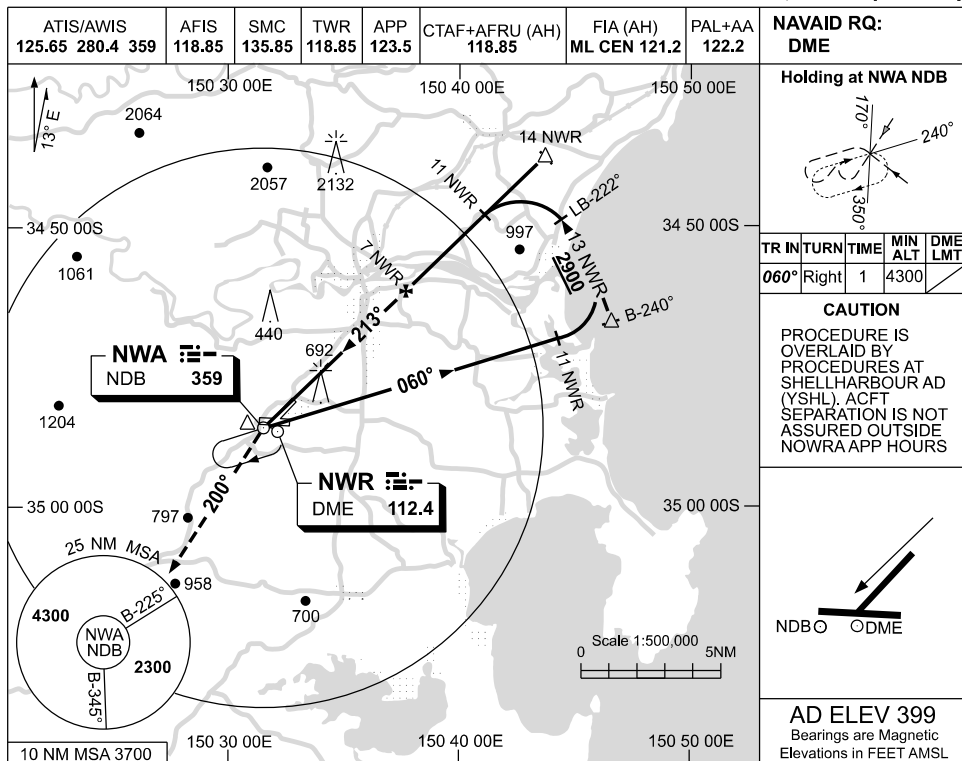 ATIS/AWIS
125.65 280.4 359
AFIS
118.85
SMC
135.85
TWR
118.85
APP
123.5
CTAF+AFRU (AH)
118.85
FIA (AH)
ML CEN 121.2
PAL+AA
122.2
NAVAID RQ:
DME
150 30 00E
150 40 00E
150 50 00E
13° E
2064
2057
2132
14 NWR
11 NWR
LB-222°
34 50 00S
34 50 00S
1061
997
7 NWR
13 NWR
2900
B-240°
440
213°
692
11 NWR
060°
NWA
NDB 359
1204
NWR
DME 112.4
200°
35 00 00S
35 00 00S
797
958
700
25 NM MSA
4300
B-225°
NWA
NDB
2300
B-345°
Scale 1:500,000
0 5NM
10 NM MSA 3700
150 30 00E
150 40 00E
150 50 00E
Holding at NWA NDB
170°
240°
350°
TR IN
TURN
TIME
MIN
ALT
DME
LMT
060°
Right
1
4300
CAUTION
PROCEDURE IS
OVERLAID BY
PROCEDURES AT
SHELLHARBOUR AD
(YSHL). ACFT
SEPARATION IS NOT
ASSURED OUTSIDE
NOWRA APP HOURS
NDB
DME
AD ELEV 399
Bearings are Magnetic
Elevations in FEET AMSL